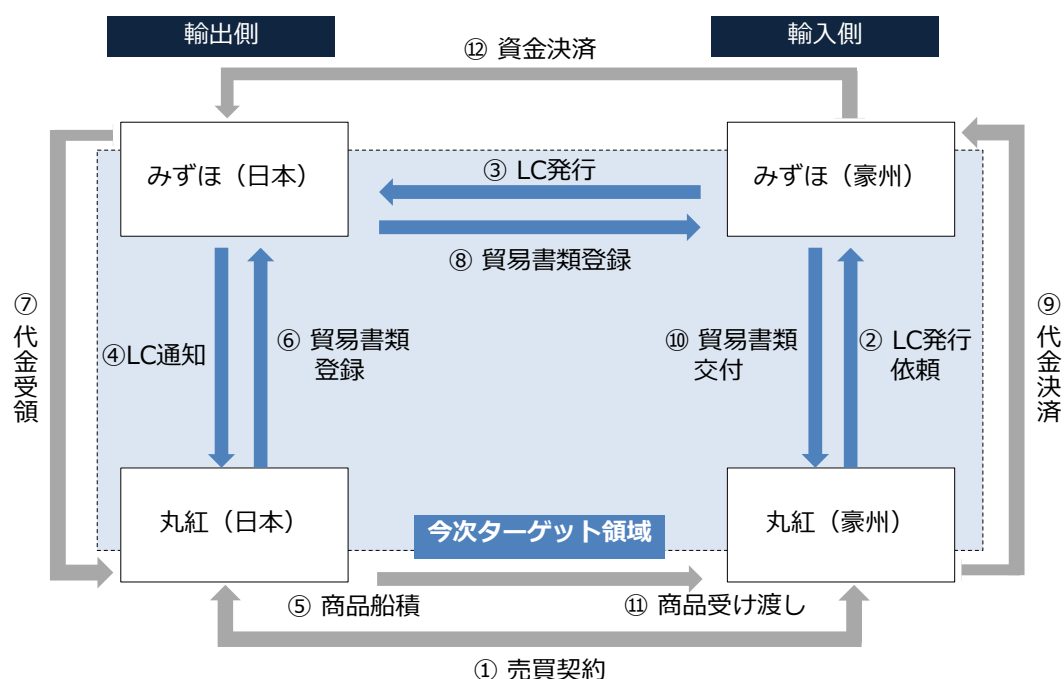 輸出側
輸入側
⑫ 資金決済
みずほ（日本）
みずほ（豪州）
③ LC発行
⑧ 貿易書類登録
⑦代金受領
④LC通知
⑥ 貿易書類
登録
⑩ 貿易書類
交付
② LC発行
依頼
⑨代金決済
丸紅（日本）
丸紅（豪州）
今次ターゲット領域
⑤ 商品船積
⑪ 商品受け渡し
① 売買契約